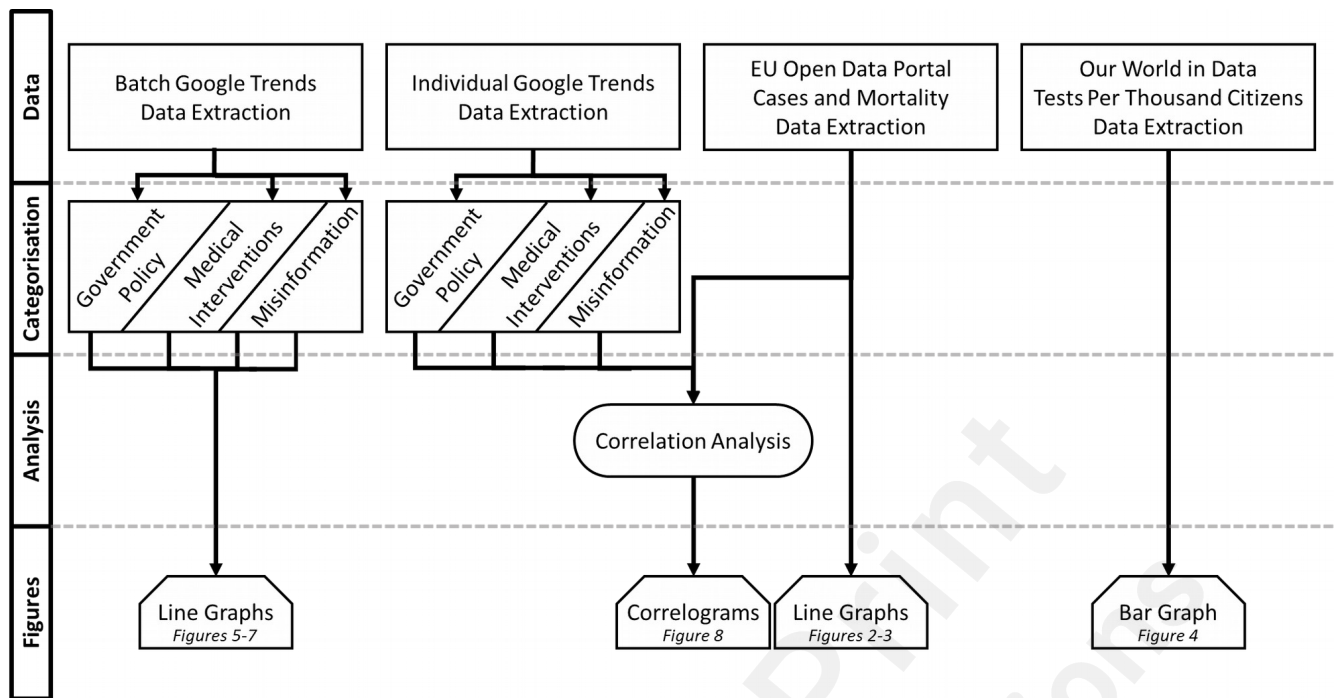 Data
Batch Google Trends
Data Extraction
Individual Google Trends
Data Extraction
EU Open Data Portal
Cases and Mortality
Data Extraction
Our World in Data
Tests Per Thousand Citizens
Data Extraction
Categorisation
Government
Policy
Medical
Interventions
Misinformation
Government
Policy
Medical
Interventions
Misinformation
Analysis
Correlation Analysis
Figures
Line Graphs
Figures 5-7
Correlograms
Figure 8
Line Graphs
Figures 2-3
Bar Graph
Figure 4
Print